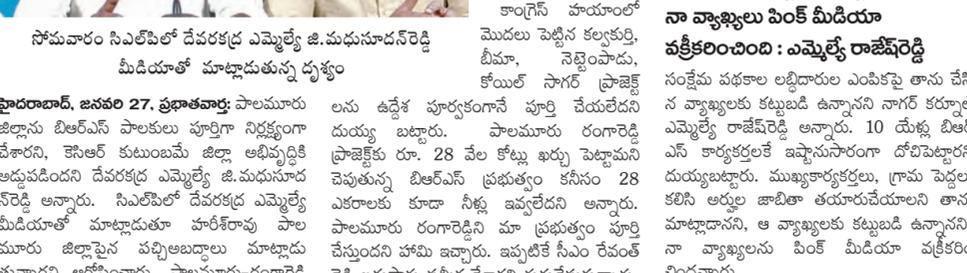 సోమవారం సిఎల్‌పిలో దేవరకద్ర ఎమ్మెల్యే జి.మధుసూదన్‌రెడ్డి
మీడియాతో మాట్లాడుతున్న దృశ్యం
హైదరాబాద్, జనవరి 27, ప్రభాతవార్త: పాలమూరు
జిల్లాను బిఆర్ఎస్ పాలకులు పూర్తిగా నిర్లక్ష్యంగా
చేశారని, కెసిఆర్ కుటుంబమే జిల్లా అభివృద్ధికి
అడ్డుపడిందని దేవరకద్ర ఎమ్మెల్యే జి.మధుసూద
న్‌రెడ్డి అన్నారు. సిఎల్‌పిలో దేవరకద్ర ఎమ్మెల్యే
మీడియాతో మాట్లాడుతూ హరీశ్‌రావు పాల
మూరు జిల్లాపైన పచ్చిఅబద్ధాలు మాట్లాడు
కాంగ్రెస్ హయాంలో
మొదలు పెట్టిన కల్వకుర్తి,
బీమా, నెట్టెంపాడు,
కోయిల్ సాగర్ ప్రాజెక్ట్
లను ఉద్దేశ పూర్వకంగానే పూర్తి చేయలేదని
దుయ్య బట్టారు. పాలమూరు రంగారెడ్డి
ప్రాజెక్ట్‌కు రూ. 28 వేల కోట్లు ఖర్చు పెట్టామని
చెపుతున్న బిఆర్ఎస్ ప్రభుత్వం కనీసం 28
ఎకరాలకు కూడా నీళ్లు ఇవ్వలేదని అన్నారు.
పాలమూరు రంగారెడ్డిని మా ప్రభుత్వం పూర్తి
చేస్తుందని హామి ఇచ్చారు. ఇప్పటికే సీఎం రేవంత్
నా వ్యాఖ్యలు పింక్ మీడియా
వక్రీకరించింది : ఎమ్మెల్యే రాజేష్‌రెడ్డి
సంక్షేమ పథకాల లబ్ధిదారుల ఎంపికపై తాను చేసి
న వ్యాఖ్యలకు కట్టుబడి ఉన్నానని నాగర్ కర్నూల్
ఎమ్మెల్యే రాజేష్‌రెడ్డి అన్నారు. 10 యేళ్లు బిఆర్
ఎస్ కార్యకర్తలకే ఇష్టానుసారంగా దోచిపెట్టారని
దుయ్యబట్టారు. ముఖ్యకార్యకర్తలు, గ్రామ పెద్దల
కలిసి అర్హుల జాబితా తయారుచేయాలని తాను
మాట్లాడానని, ఆ వ్యాఖ్యలకు కట్టుబడి ఉన్నానని
నా వ్యాఖ్యలను పింక్ మీడియా వక్రీకరిం